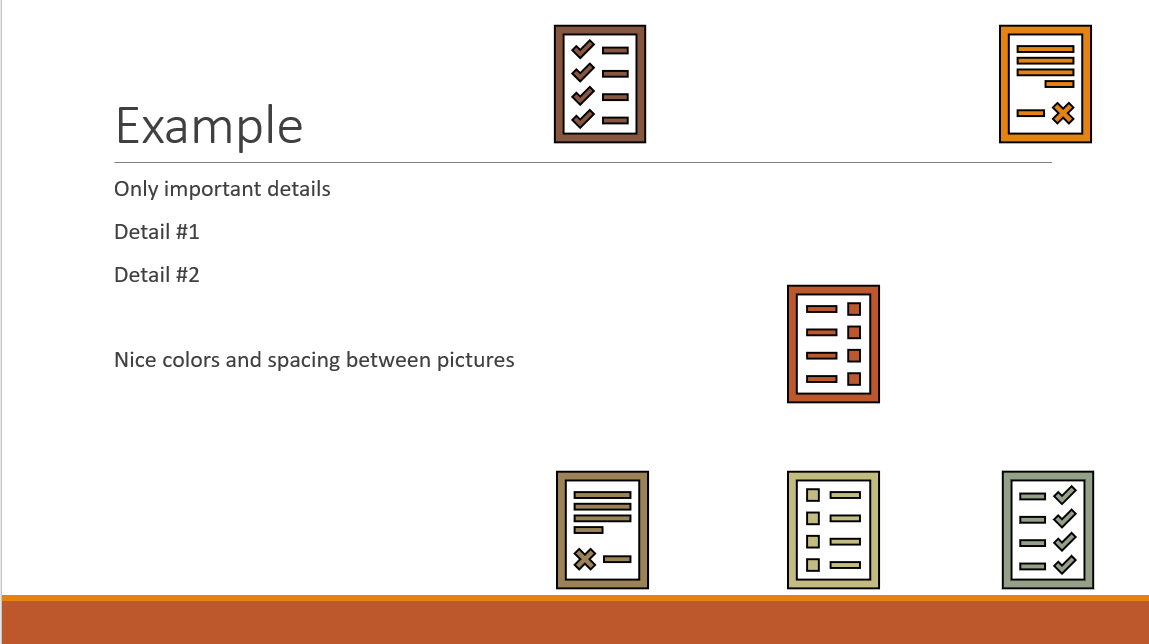 Example
Only important details
Detail #1
Detail #2
Nice colors and spacing between pictures